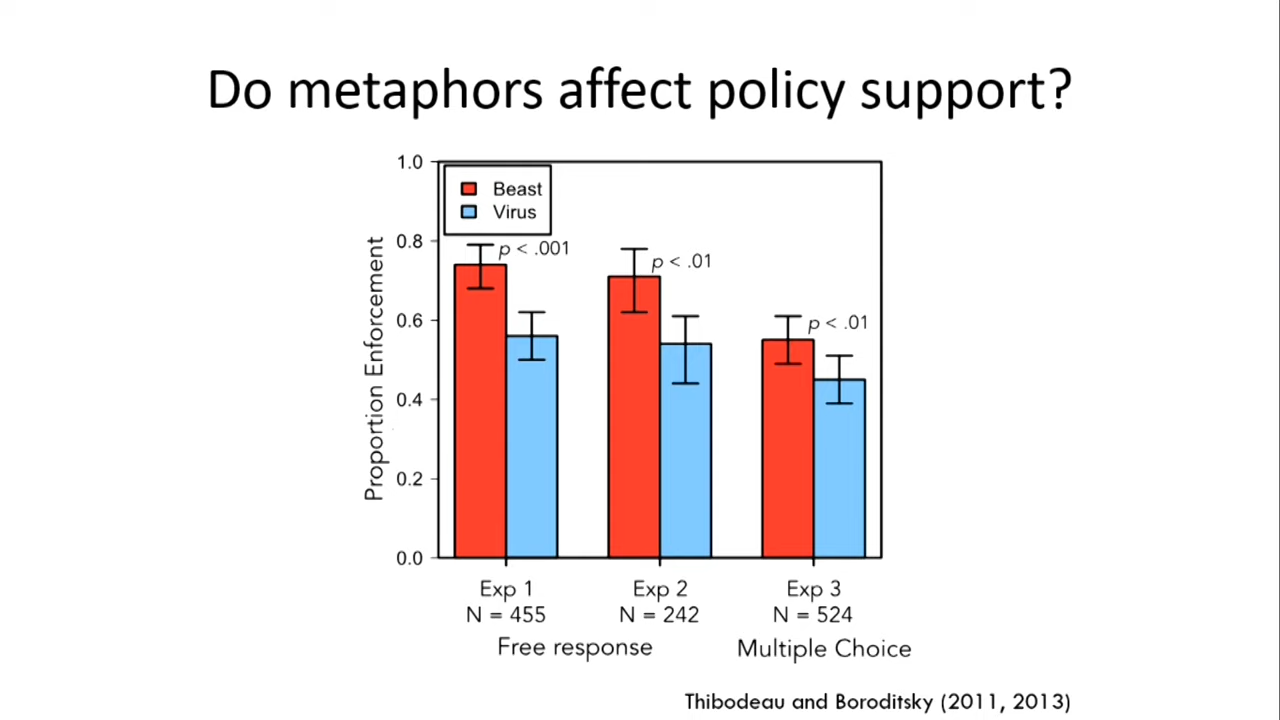 Do metaphors affect policy support?
1.0
Beast
Virus
0.8
p < .001
p < .01
0.6
p < .01
0.4
0.2
0.0
Proportion Enforcement
Exp 1
Exp 2
Exp 3
N = 455
N = 242
N = 524
Free response
Multiple Choice
Thibodeau and Boroditsky (2011, 2013)